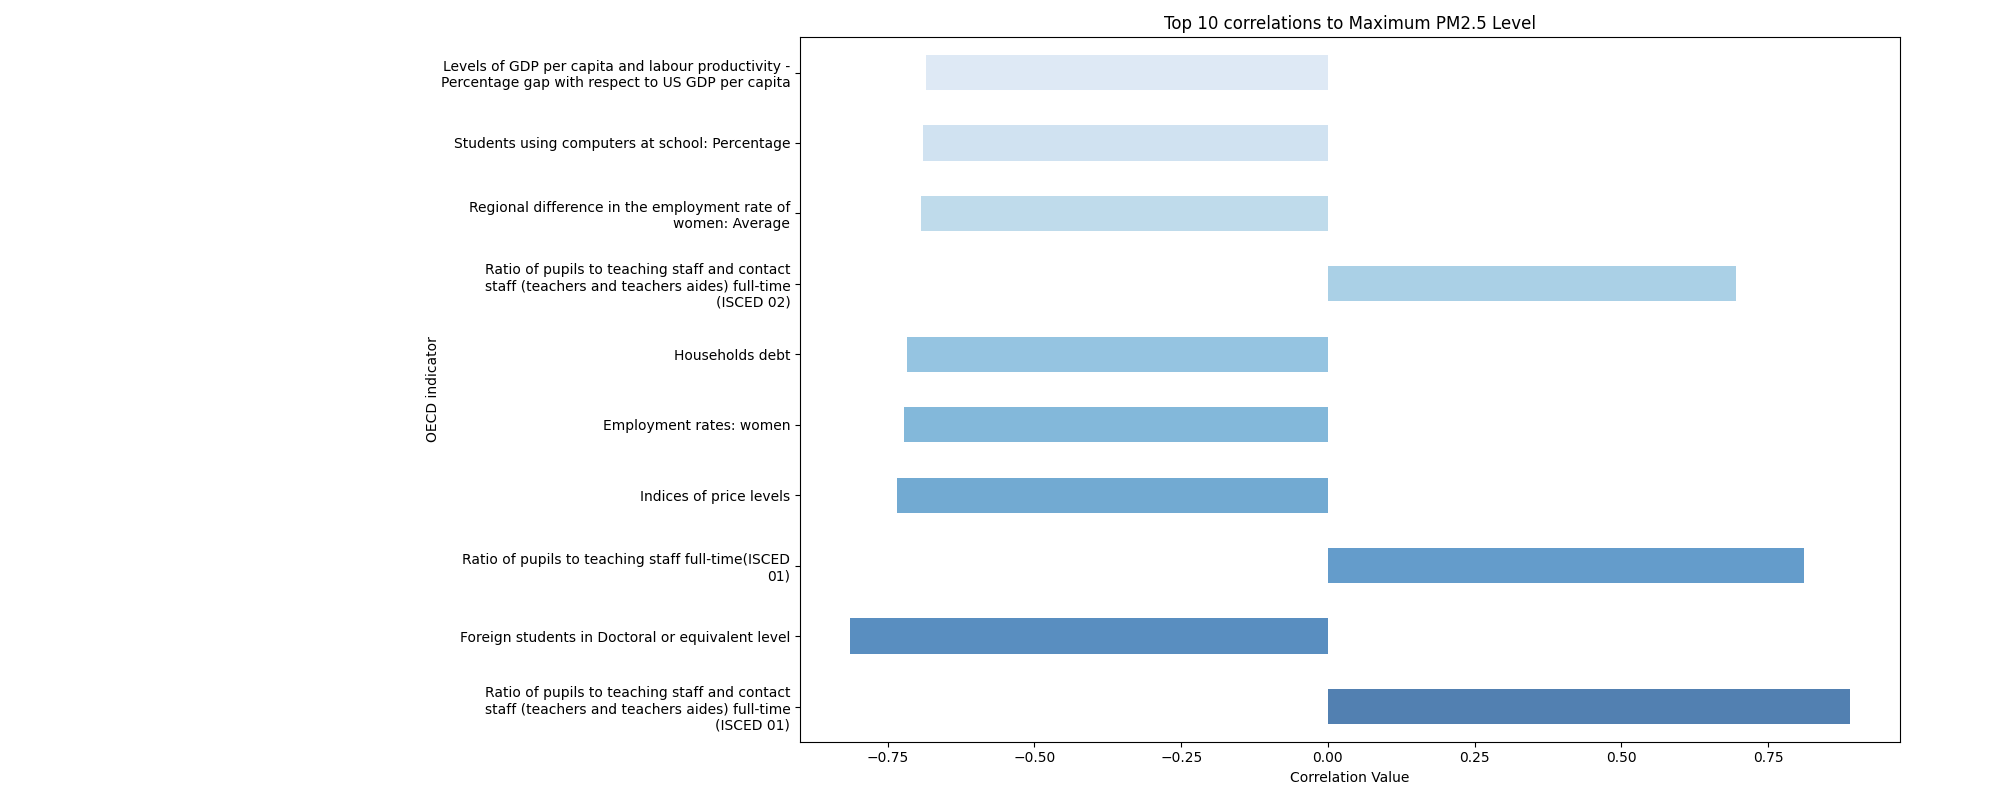 Top 10 correlations to Maximum PM2.5 Level
Levels of GDP per capita and labour productivity -
Percentage gap with respect to US GDP per capita
Students using computers at school: Percentage
Regional difference in the employment rate of
women: Average
Ratio of pupils to teaching staff and contact
staff (teachers and teachers aides) full-time
(ISCED 02)
Households debt
Employment rates: women
Indices of price levels
Ratio of pupils to teaching staff full-time(ISCED
01)
Foreign students in Doctoral or equivalent level
Ratio of pupils to teaching staff and contact
staff (teachers and teachers aides) full-time
(ISCED 01)
OECD indicator
−0.75 −0.50 −0.25 0.00 0.25 0.50 0.75
Correlation Value